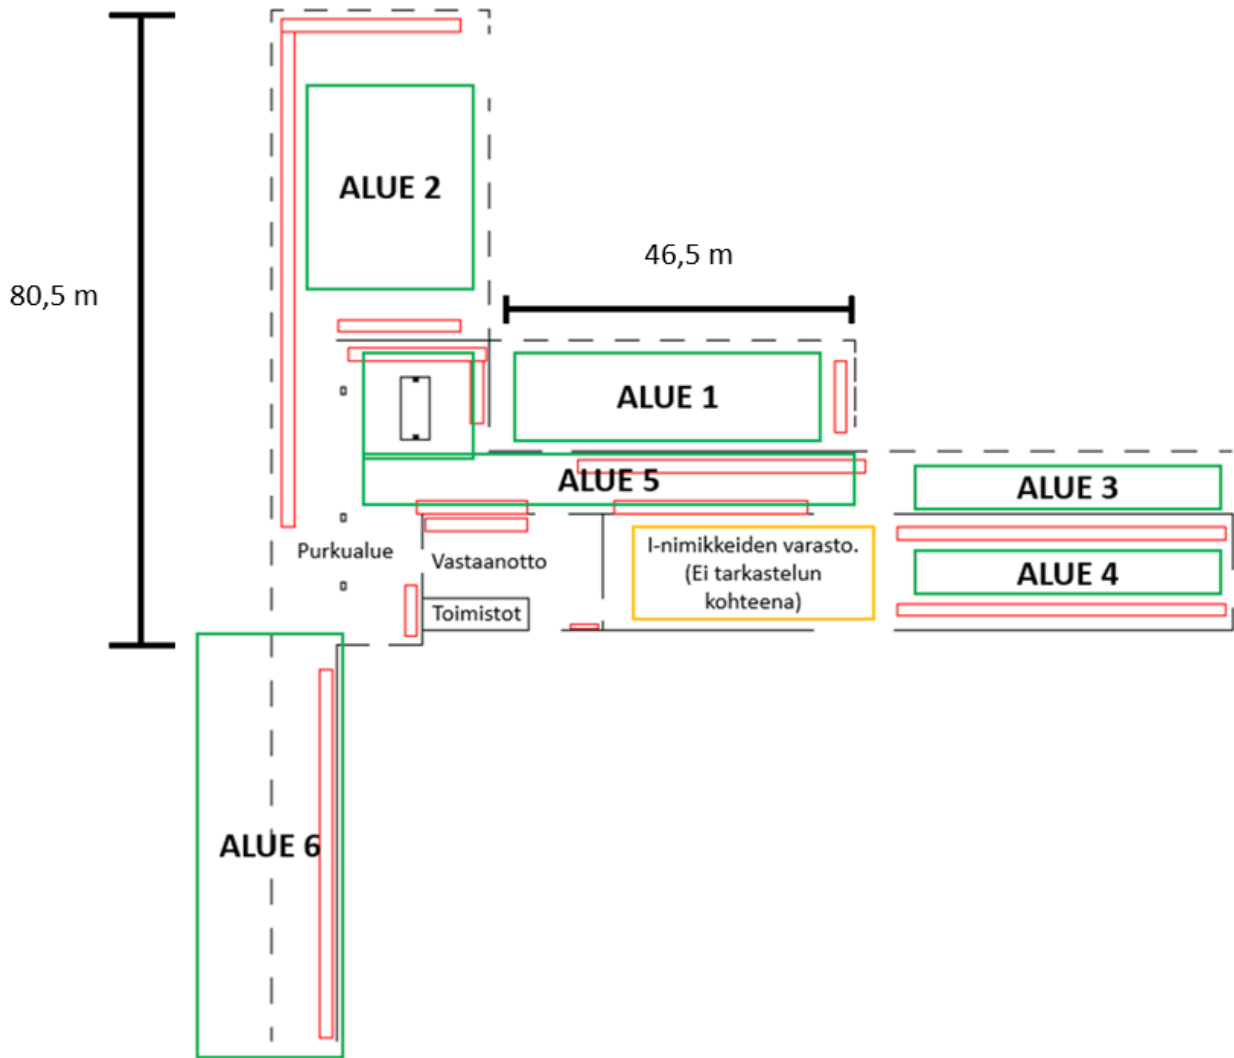 ALUE 2
46,5 m
80,5 m
ALUE 1
ALUE 5
ALUE 3
Purkualue
Vastaanotto
I-nimikkeiden varasto.
(Ei tarkastelun
kohteena)
ALUE 4
Toimistot
ALUE 6